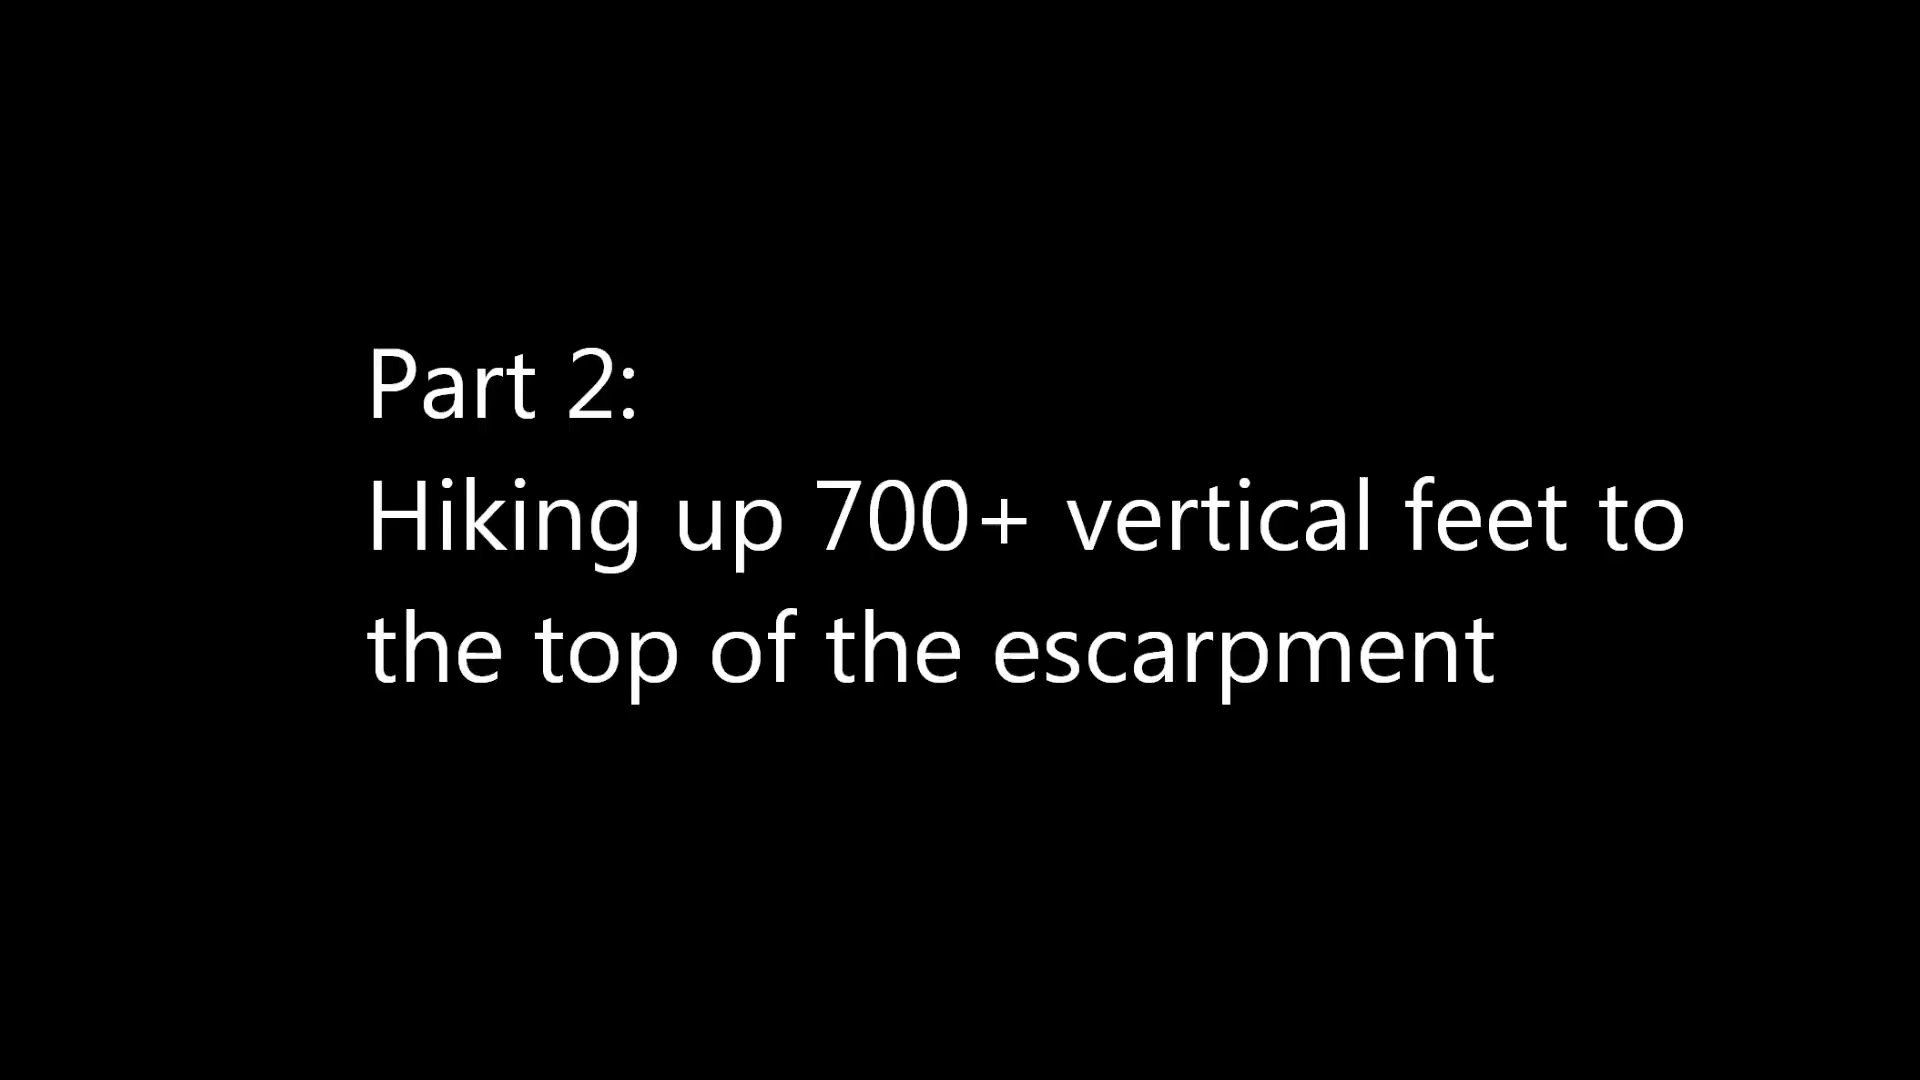 Part 2:
Hiking up 700+ vertical feet to
the top of the escarpment